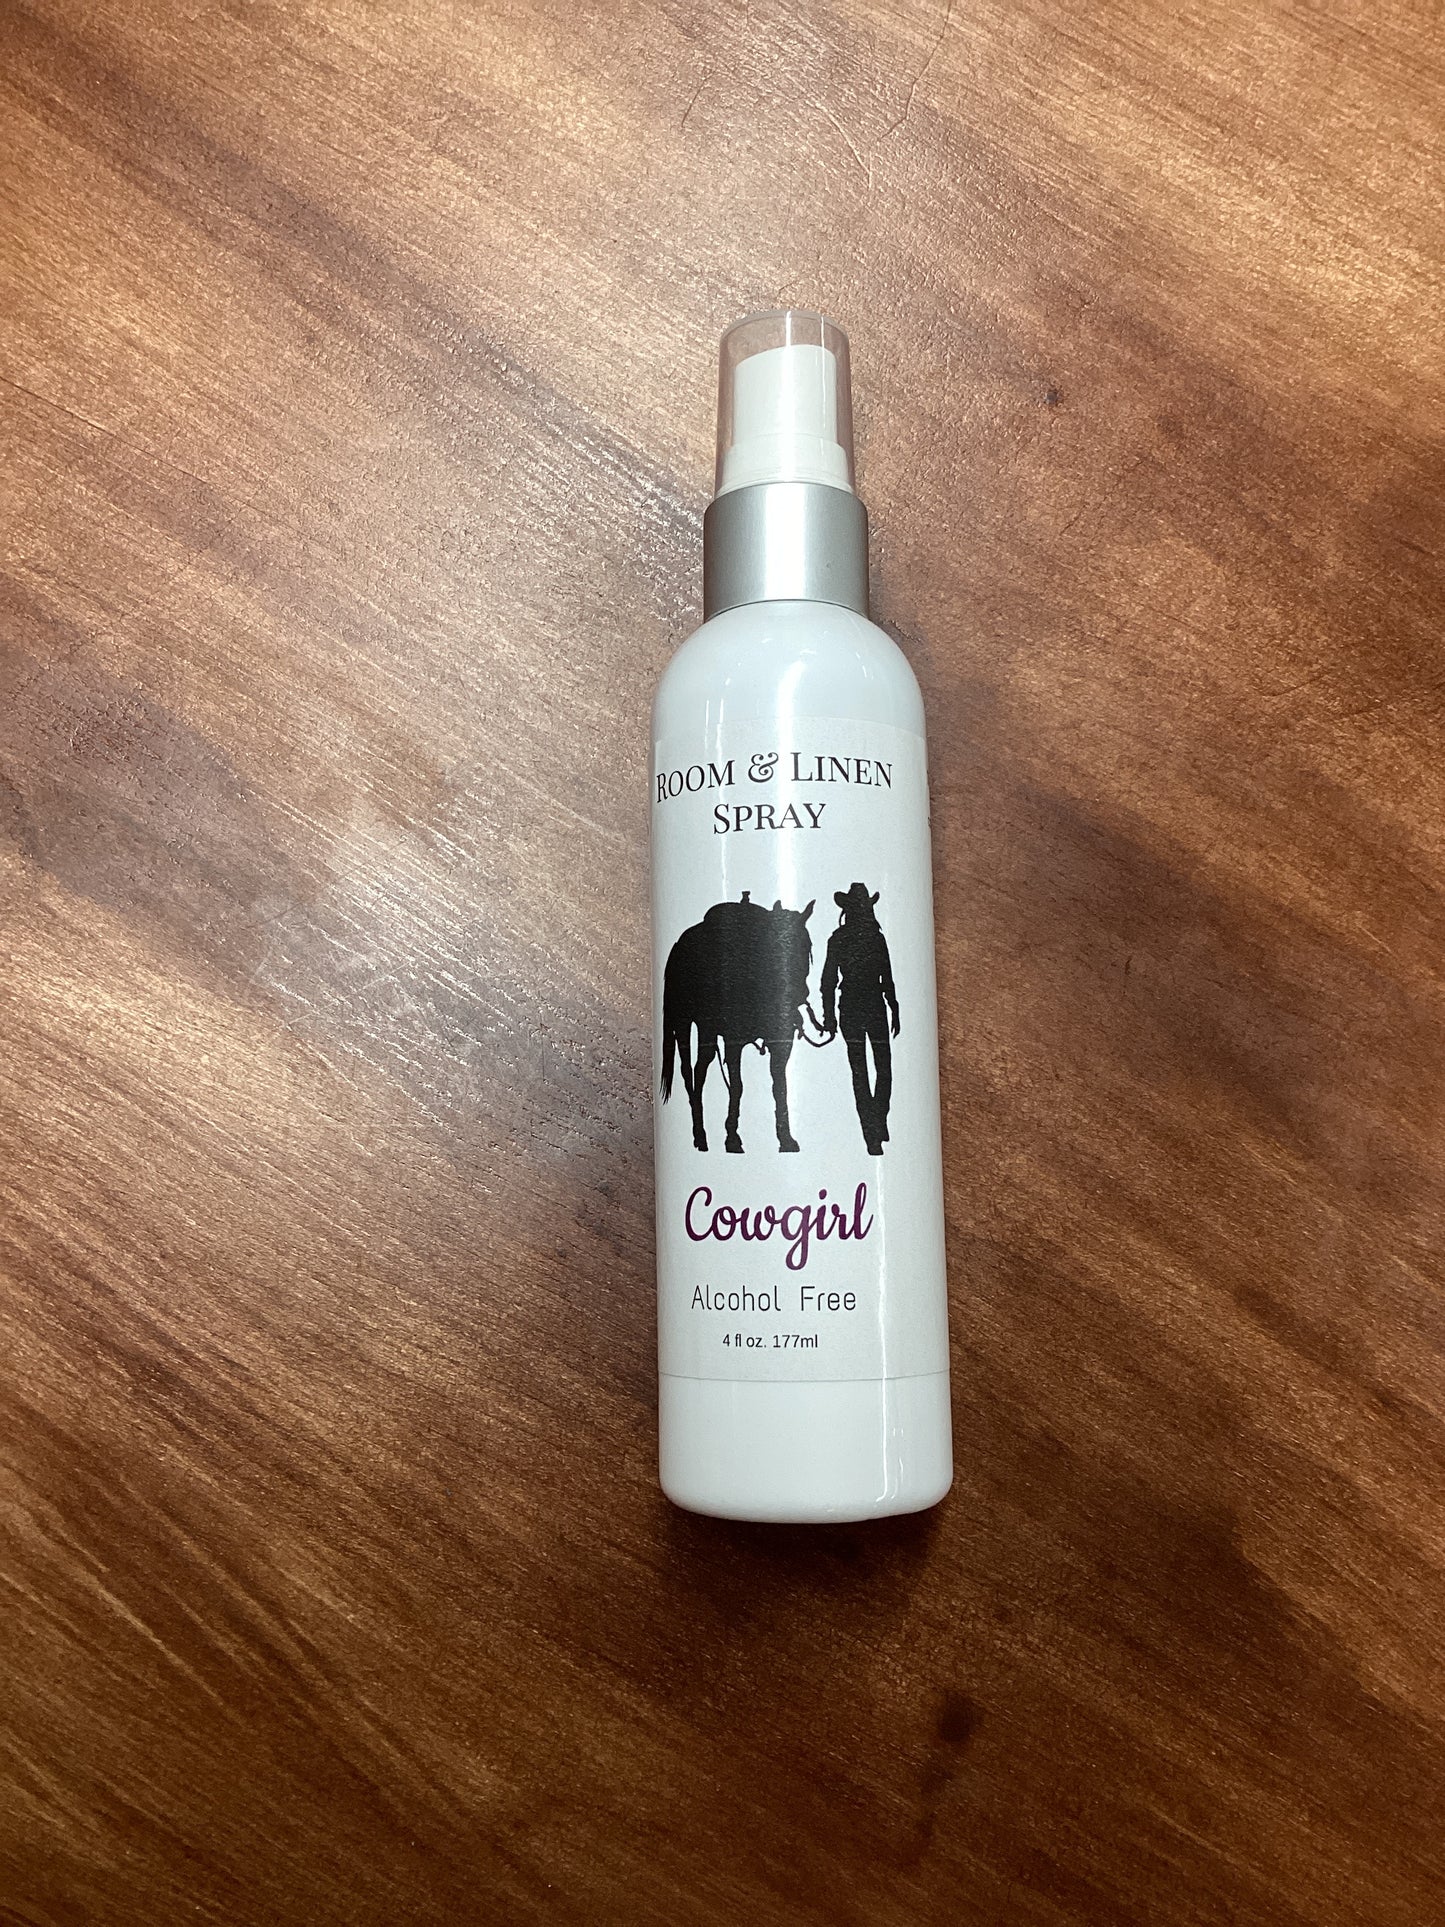 ROOM & LINEN
SPRAY
Cowgirl
Alcohol Free
4 fl oz. 177ml